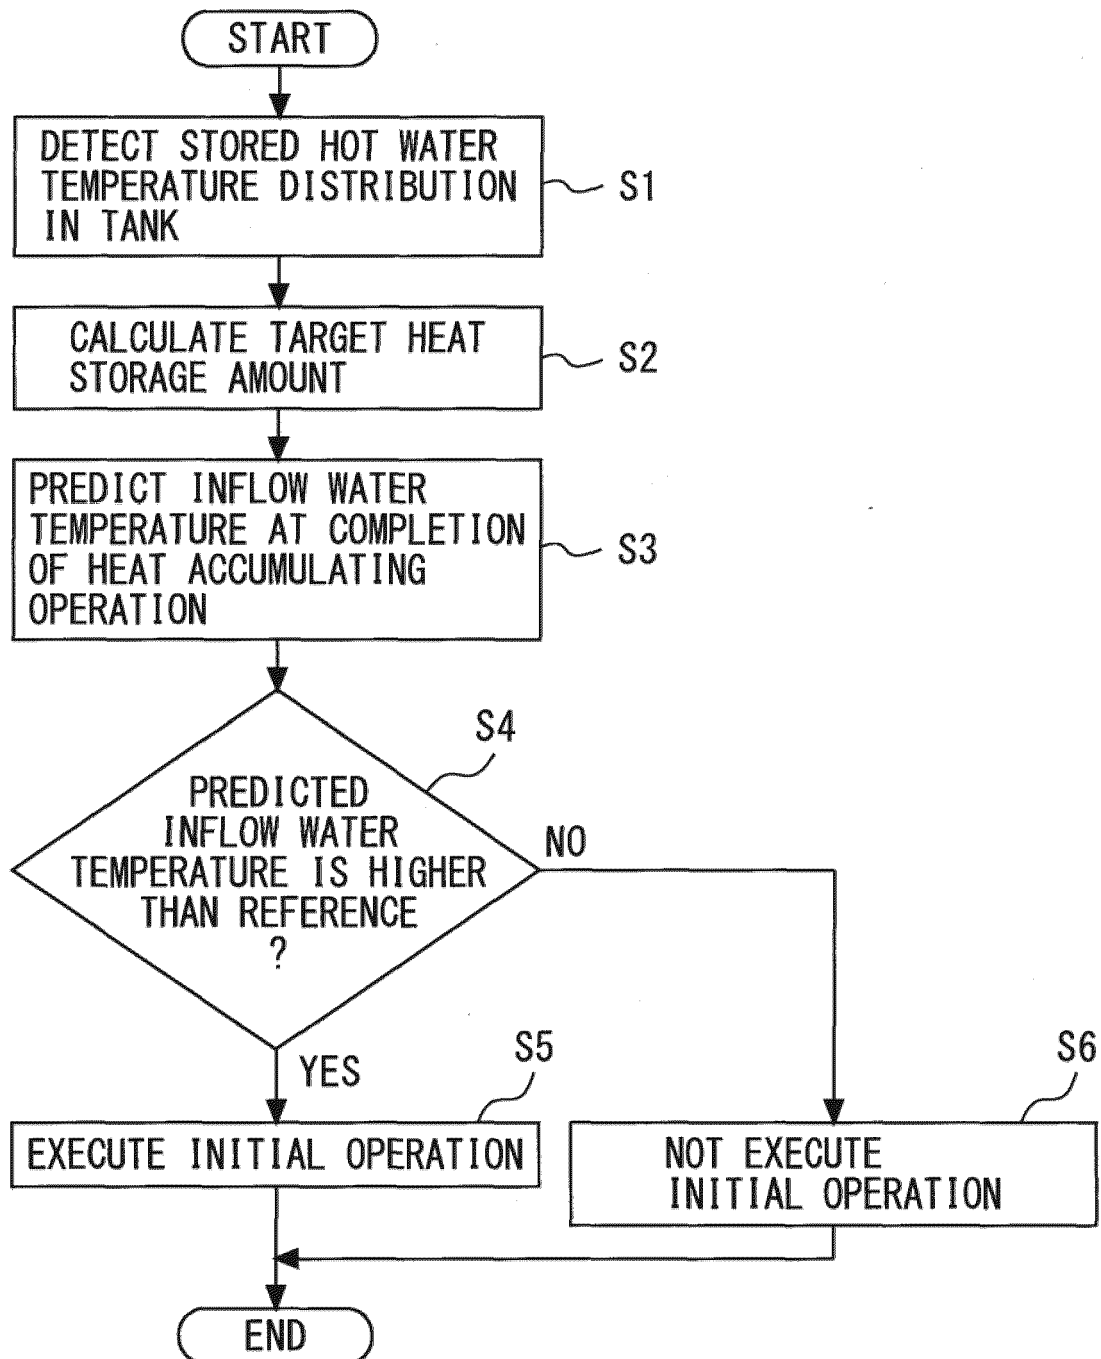 START
DETECT STORED HOT WATER
TEMPERATURE DISTRIBUTION
IN TANK
S1
CALCULATE TARGET HEAT
STORAGE AMOUNT
S2
PREDICT INFLOW WATER
TEMPERATURE AT COMPLETION
OF HEAT ACCUMULATING
OPERATION
S3
S4
PREDICTED
INFLOW WATER
TEMPERATURE IS HIGHER
THAN REFERENCE
?
NO
YES
S5
EXECUTE INITIAL OPERATION
S6
NOT EXECUTE
INITIAL OPERATION
END